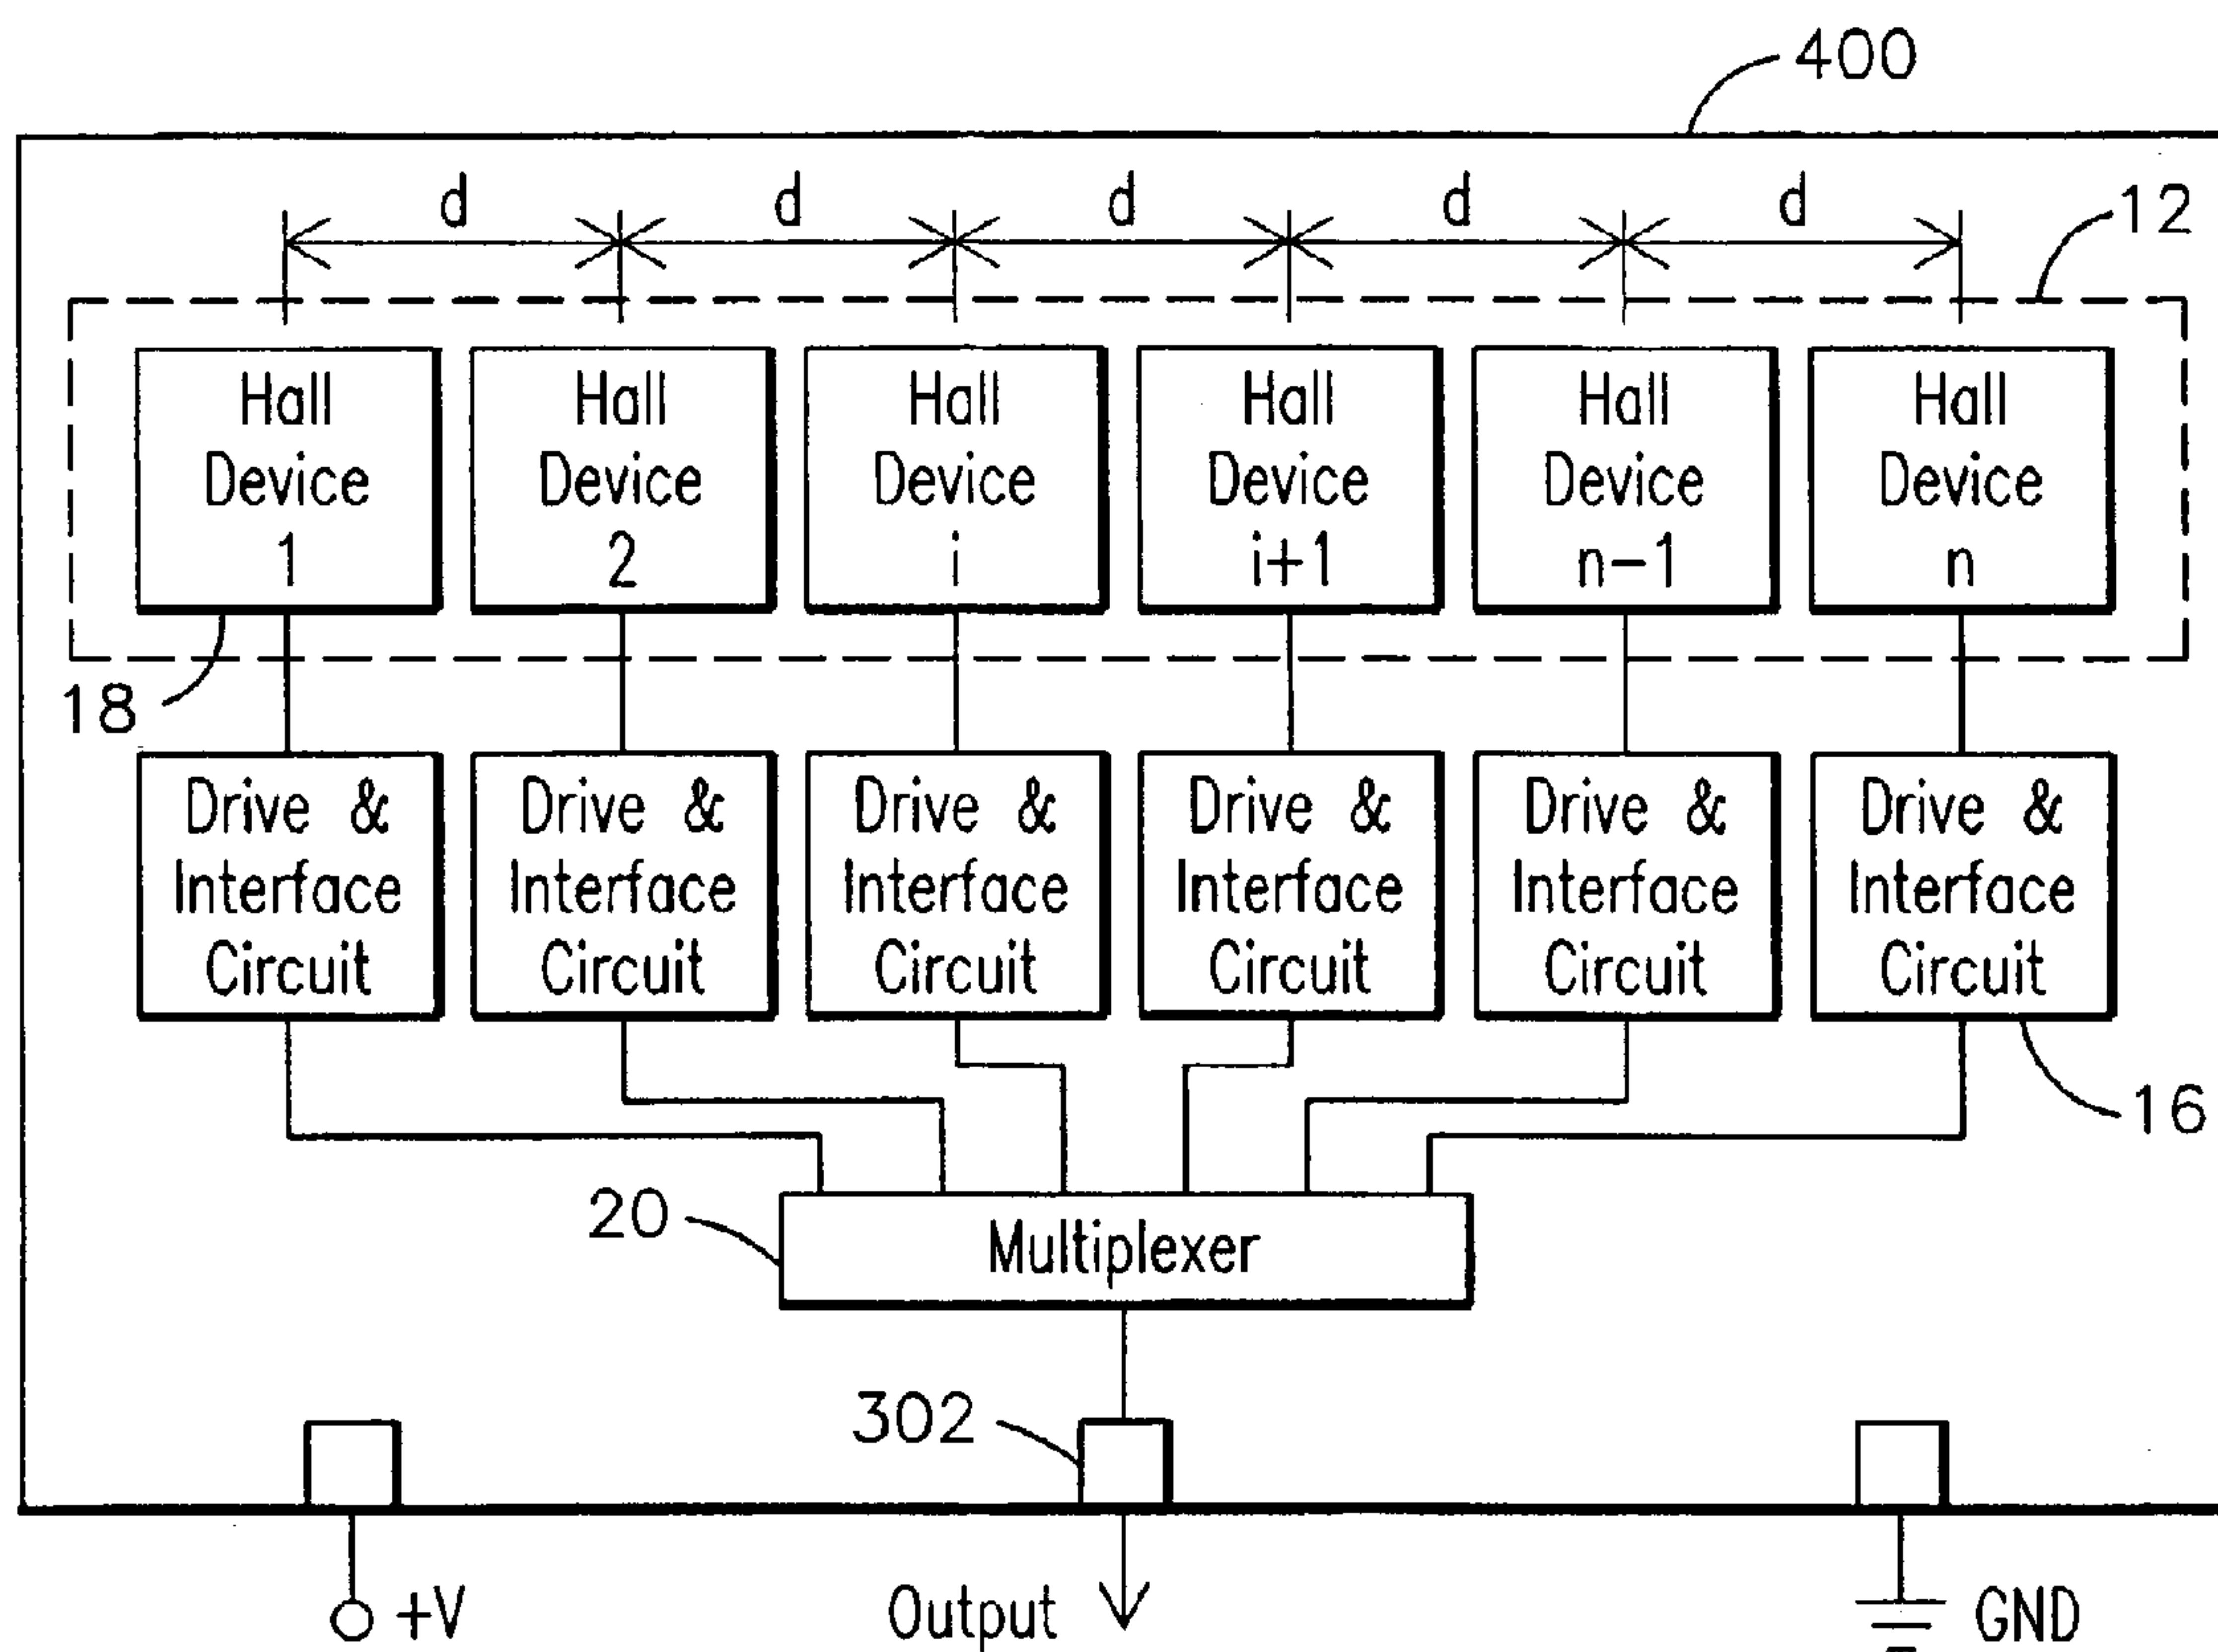 400
d d d d d
12
Hall Device 1
Hall Device 2
Hall Device i
Hall Device i+1
Hall Device n-1
Hall Device n
18
Drive & Interface Circuit
Drive & Interface Circuit
Drive & Interface Circuit
Drive & Interface Circuit
Drive & Interface Circuit
Drive & Interface Circuit
16
20
Multiplexer
302
+V
Output
GND